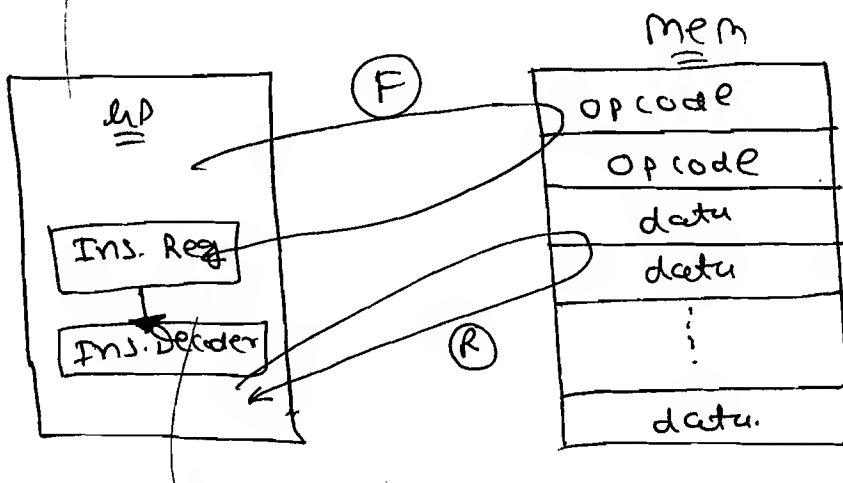 mem
μP
F
opcode
opcode
Ins. Reg
data
data
Ins. Decoder
R
data.